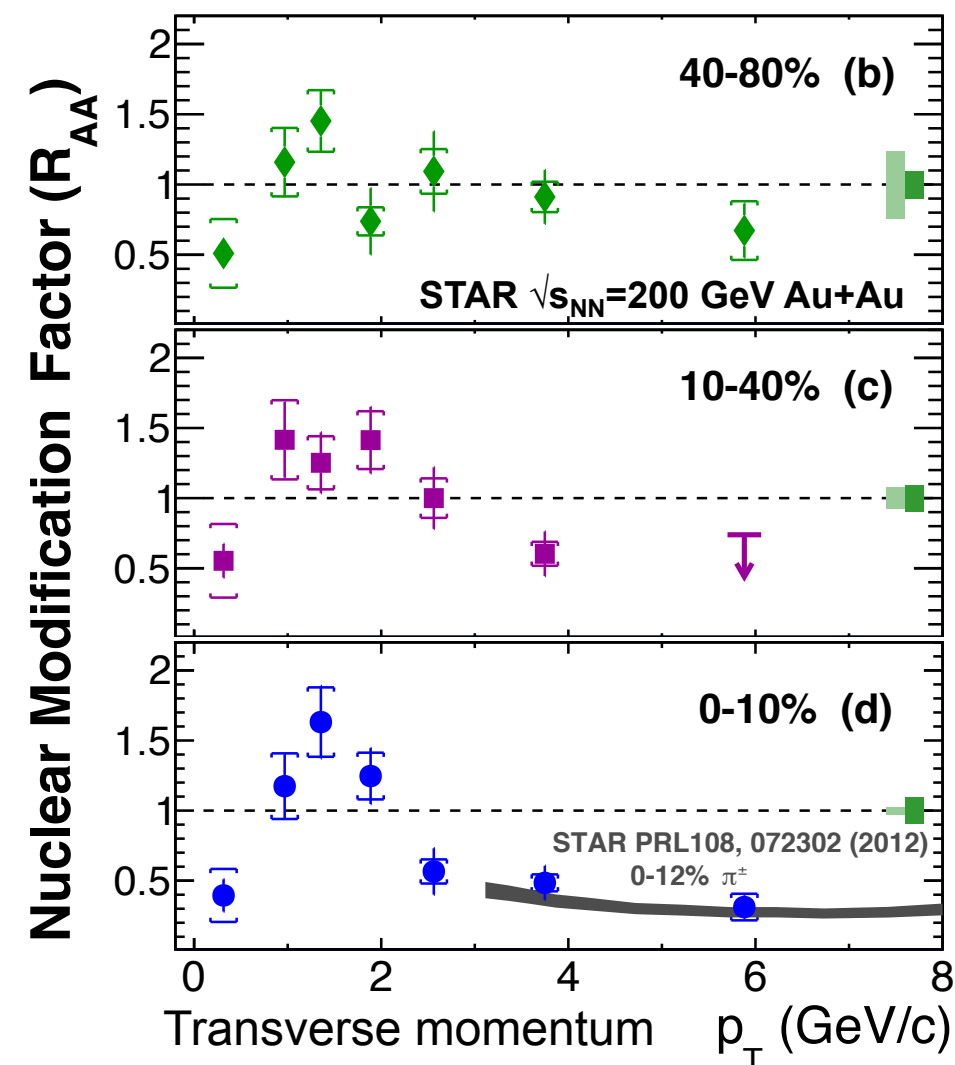 Nuclear Modification Factor (R_AA)
2
1.5
1
0.5
40-80% (b)
STAR √s_NN=200 GeV Au+Au
2
1.5
1
0.5
10-40% (c)
2
1.5
1
0.5
0-10% (d)
STAR PRL108, 072302 (2012)
0-12% π±
0 2 4 6 8
Transverse momentum p_T (GeV/c)